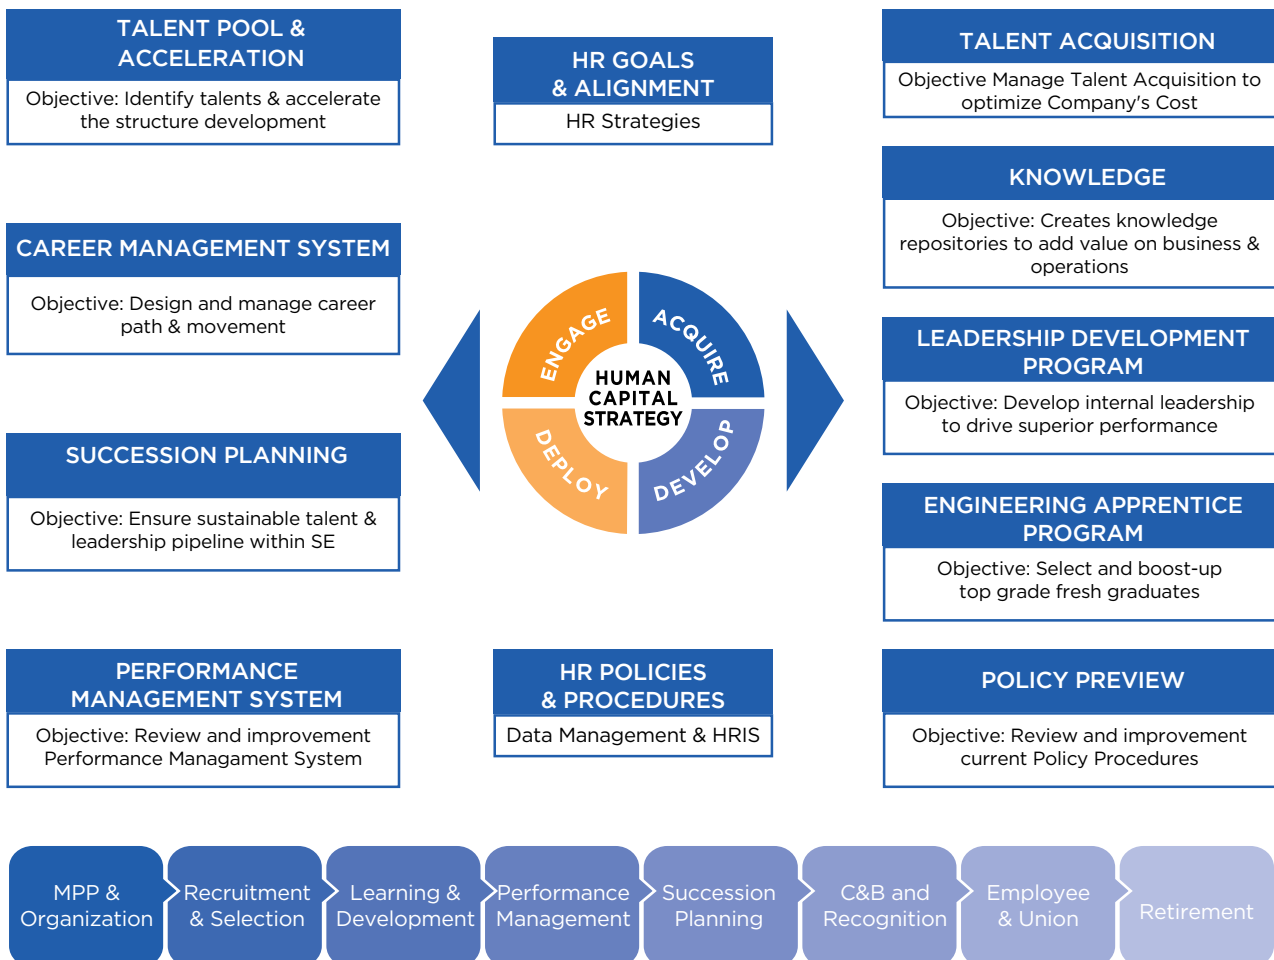 TALENT POOL &
ACCELERATION
Objective: Identify talents & accelerate
the structure development
CAREER MANAGEMENT SYSTEM
Objective: Design and manage career
path & movement
SUCCESSION PLANNING
Objective: Ensure sustainable talent &
leadership pipeline within SE
PERFORMANCE
MANAGEMENT SYSTEM
Objective: Review and improvement
Performance Managament System
HR GOALS
& ALIGNMENT
HR Strategies
ENGAGE
ACQUIRE
HUMAN
CAPITAL
STRATEGY
DEPLOY
DEVELOP
HR POLICIES
& PROCEDURES
Data Management & HRIS
TALENT ACQUISITION
Objective Manage Talent Acquisition to
optimize Company's Cost
KNOWLEDGE
Objective: Creates knowledge
repositories to add value on business &
operations
LEADERSHIP DEVELOPMENT
PROGRAM
Objective: Develop internal leadership
to drive superior performance
ENGINEERING APPRENTICE
PROGRAM
Objective: Select and boost-up
top grade fresh graduates
POLICY PREVIEW
Objective: Review and improvement
current Policy Procedures
MPP &
Organization
Recruitment
& Selection
Learning &
Development
Performance
Management
Succession
Planning
C&B and
Recognition
Employee
& Union
Retirement